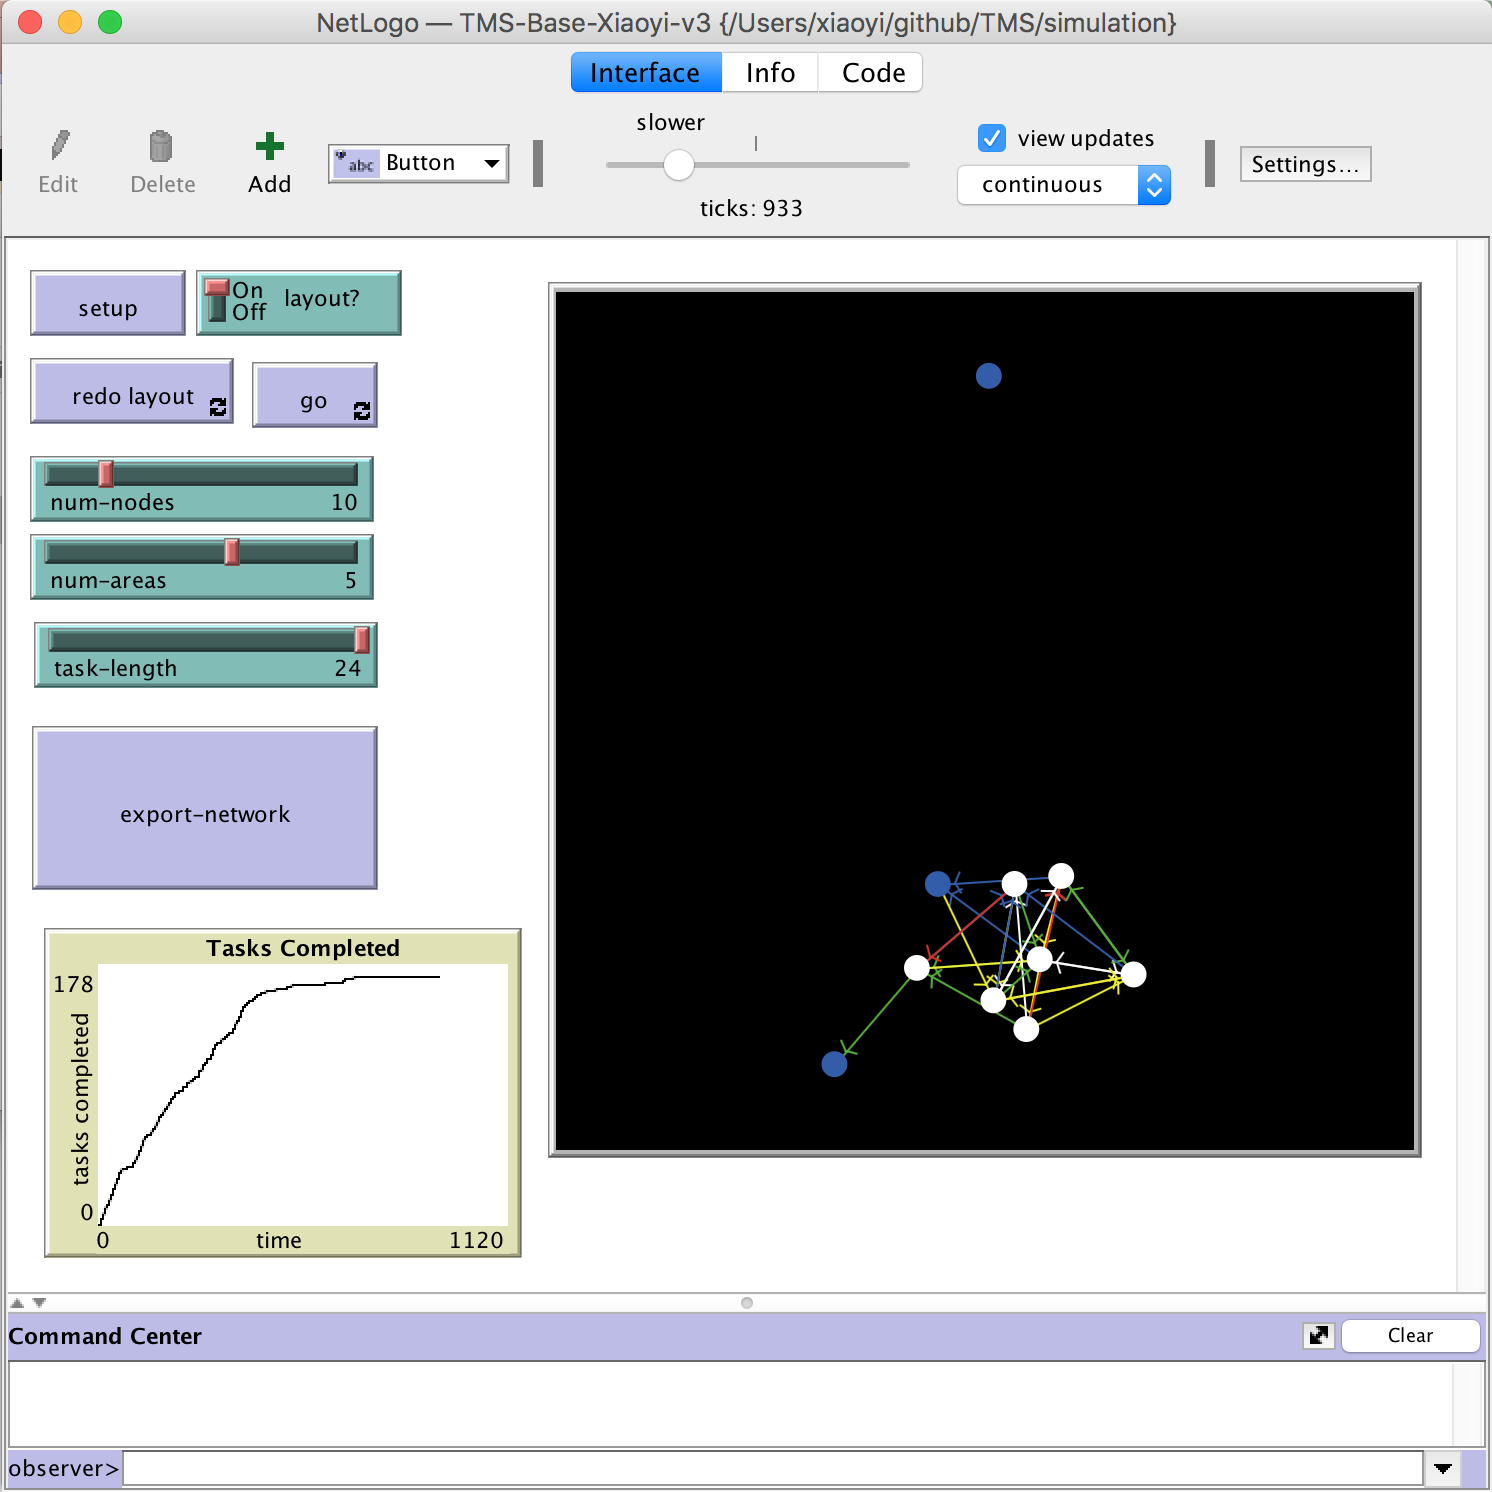 NetLogo — TMS-Base-Xiaoyi-v3 {/Users/xiaoyi/github/TMS/simulation}
Interface Info Code
slower
view updates
Edit Delete Add abc Button continuous Settings...
ticks: 933
setup On Off layout?
redo layout go
num-nodes 10
num-areas 5
task-length 24
export-network
Tasks Completed
178
tasks completed
0
0 time 1120
Command Center Clear
observer>